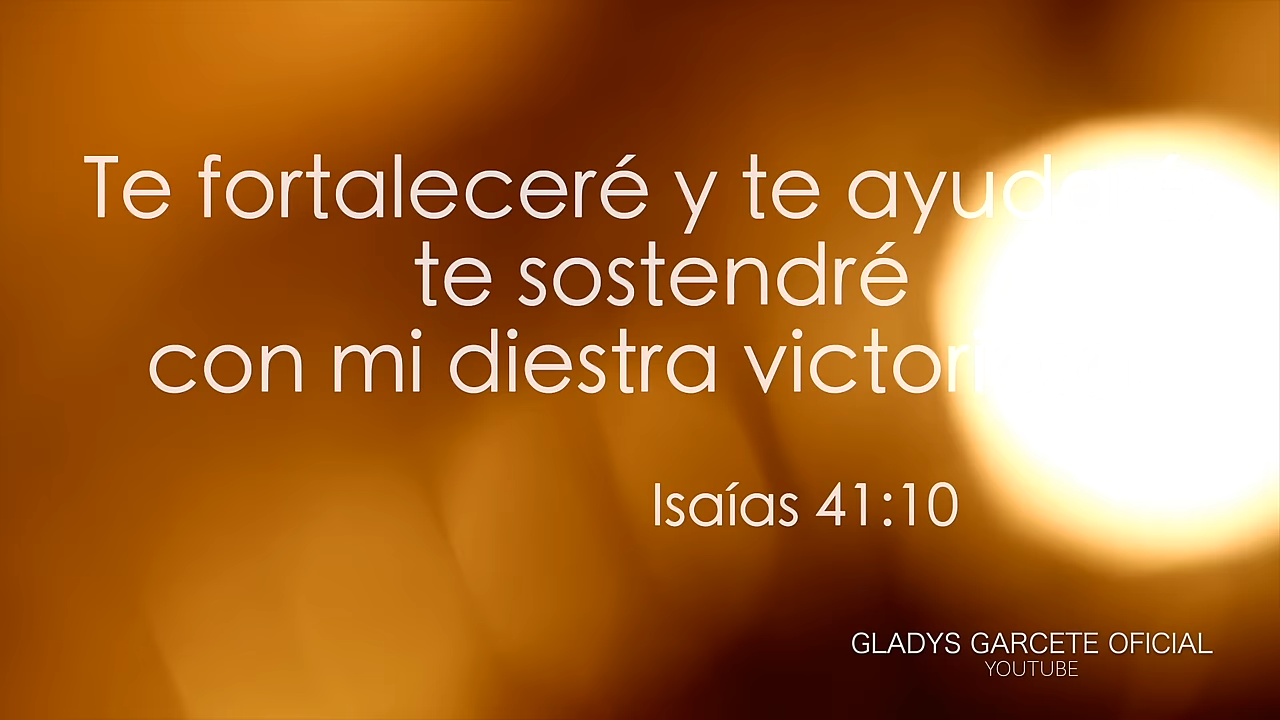 Te fortaleceré y te
te sostendré
con mi diestra
Isaías 41:10
GLADYS GARCETE OFICIAL
YOUTUBE